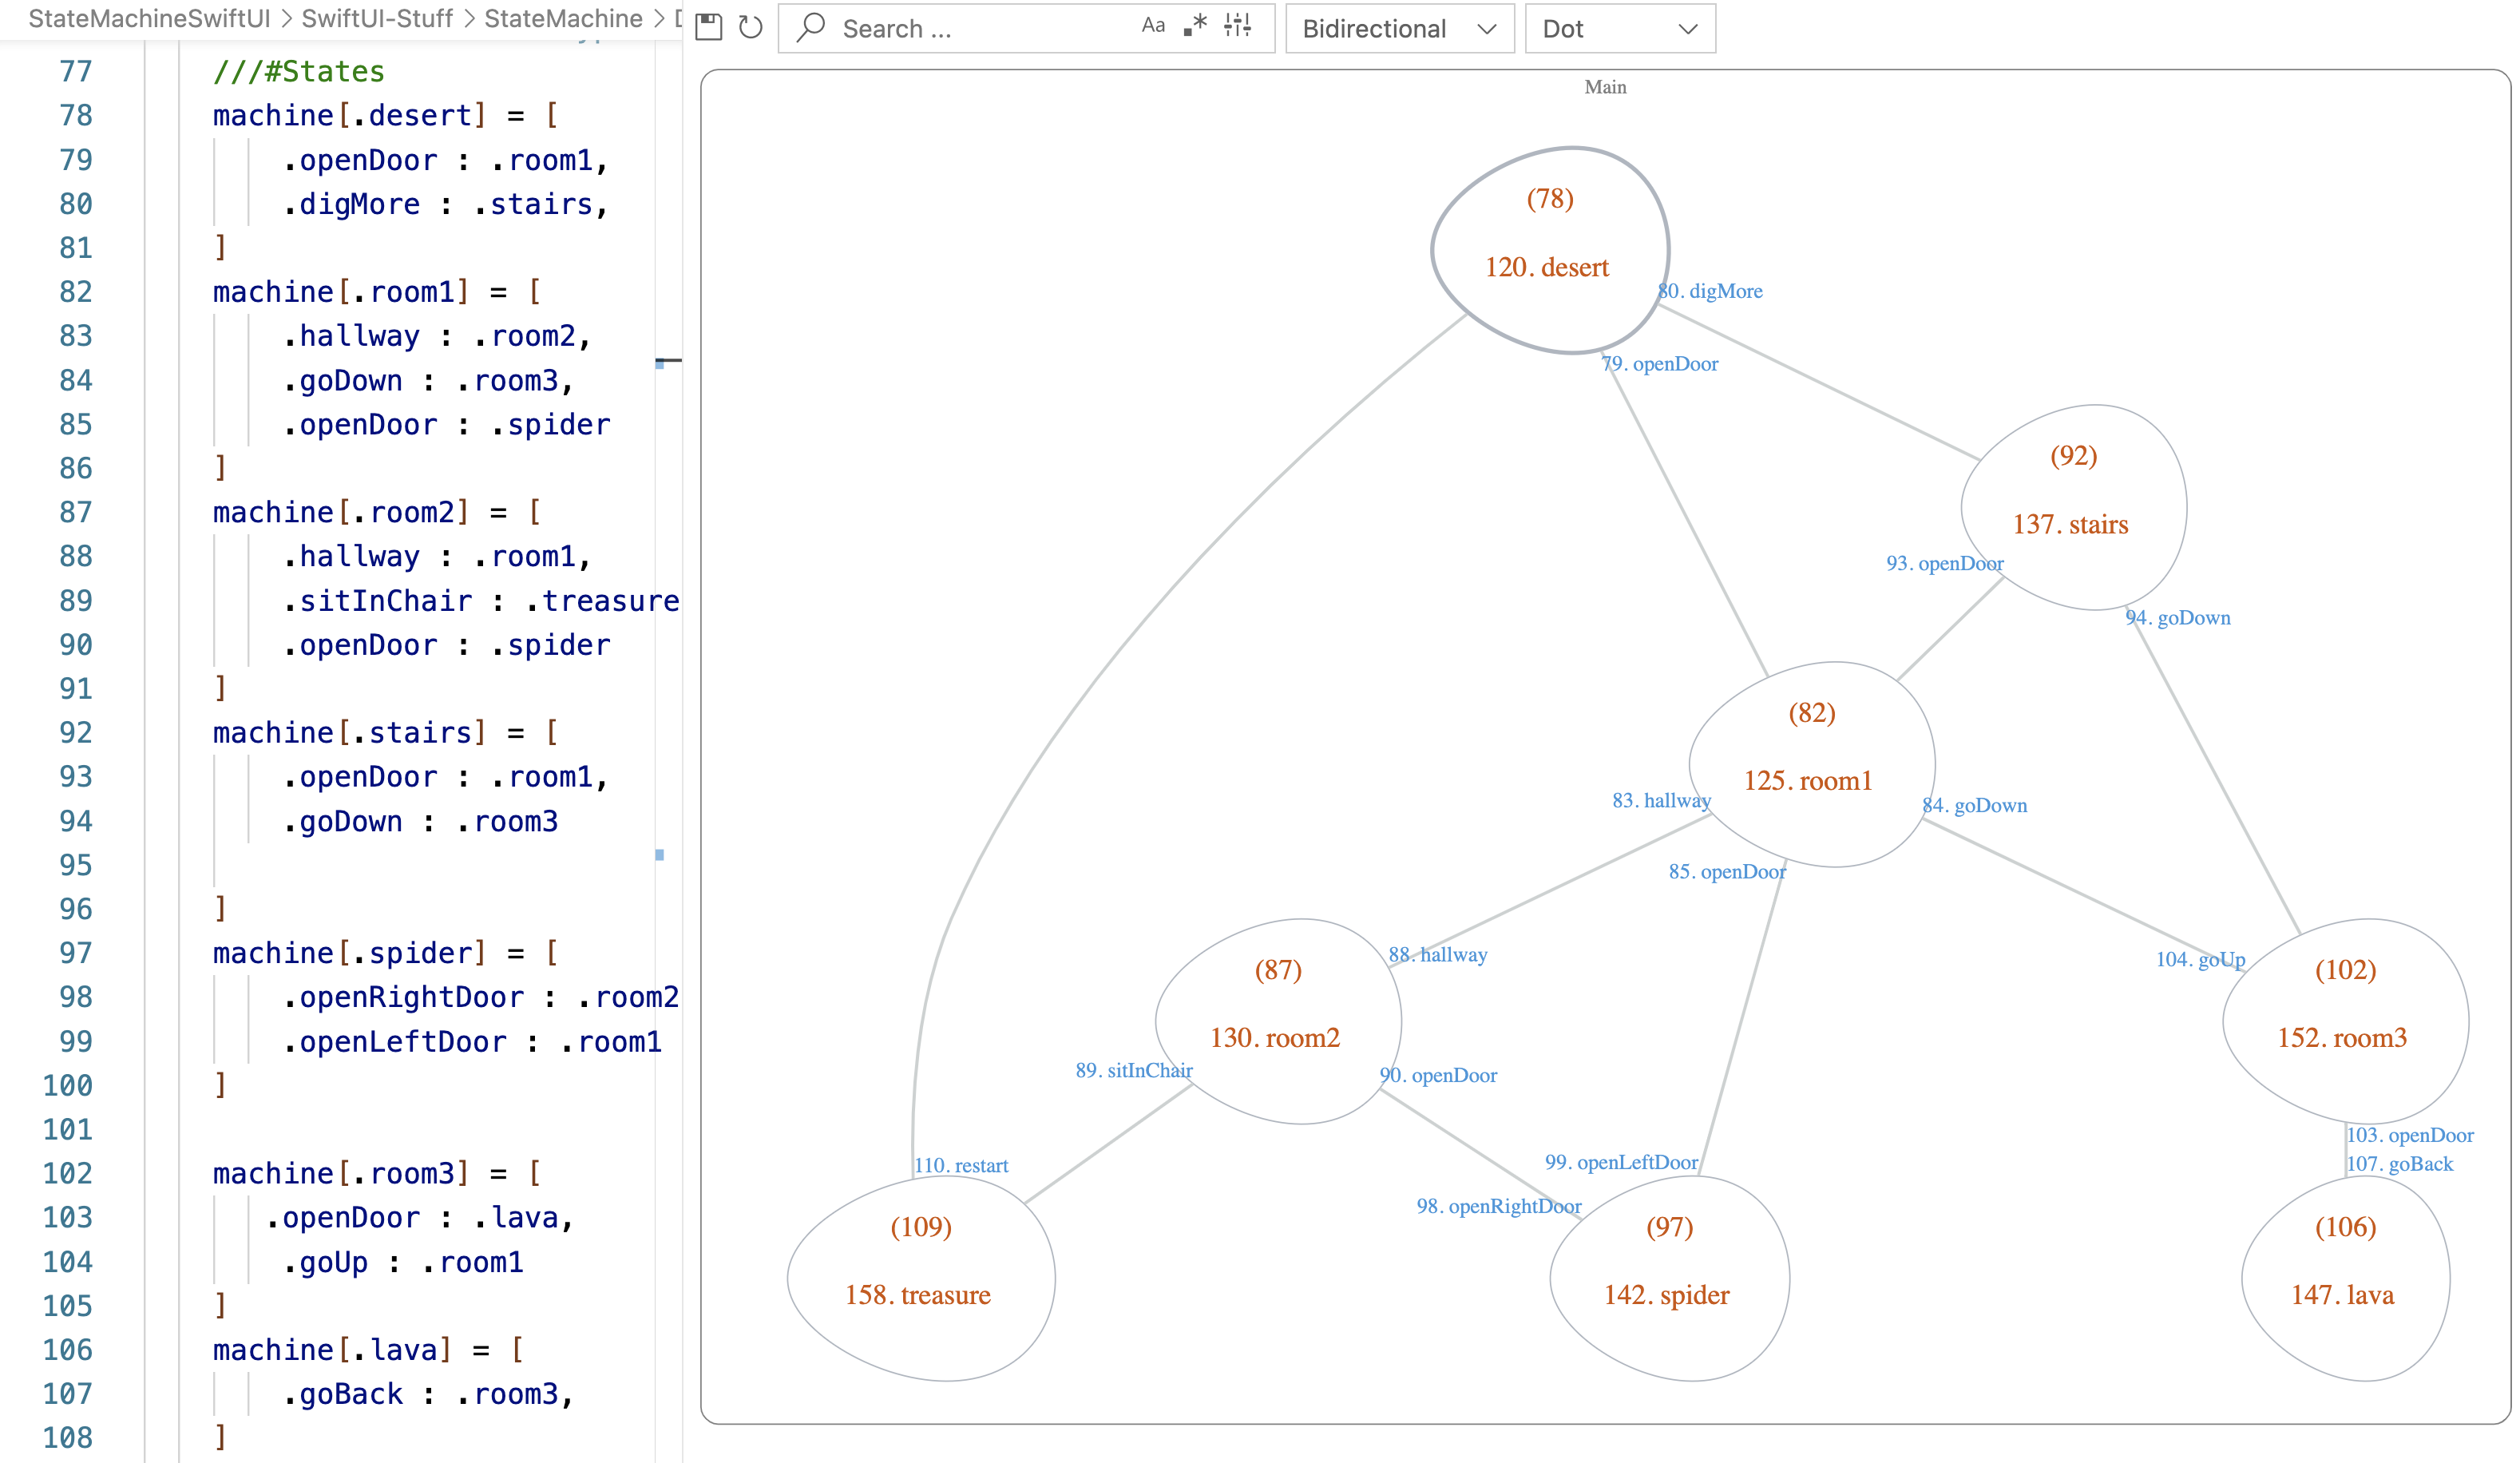 StateMachineSwiftUI > SwiftUI-Stuff > StateMachine >
77 ///#States
78 machine[.desert] = [
79 .openDoor : .room1,
80 .digMore : .stairs,
81 ]
82 machine[.room1] = [
83 .hallway : .room2,
84 .goDown : .room3,
85 .openDoor : .spider
86 ]
87 machine[.room2] = [
88 .hallway : .room1,
89 .sitInChair : .treasure
90 .openDoor : .spider
91 ]
92 machine[.stairs] = [
93 .openDoor : .room1,
94 .goDown : .room3
95
96 ]
97 machine[.spider] = [
98 .openRightDoor : .room2
99 .openLeftDoor : .room1
100 ]
101
102 machine[.room3] = [
103 .openDoor : .lava,
104 .goUp : .room1
105 ]
106 machine[.lava] = [
107 .goBack : .room3,
108 ]
Search ...
Aa
.*
Bidirectional
Dot
Main
(78)
120. desert
80. digMore
79. openDoor
(92)
137. stairs
93. openDoor
94. goDown
(82)
125. room1
83. hallway
84. goDown
85. openDoor
88. hallway
104. goUp
(87)
130. room2
(102)
152. room3
89. sitInChair
90. openDoor
103. openDoor
107. goBack
110. restart
99. openLeftDoor
98. openRightDoor
(109)
158. treasure
(97)
142. spider
(106)
147. lava